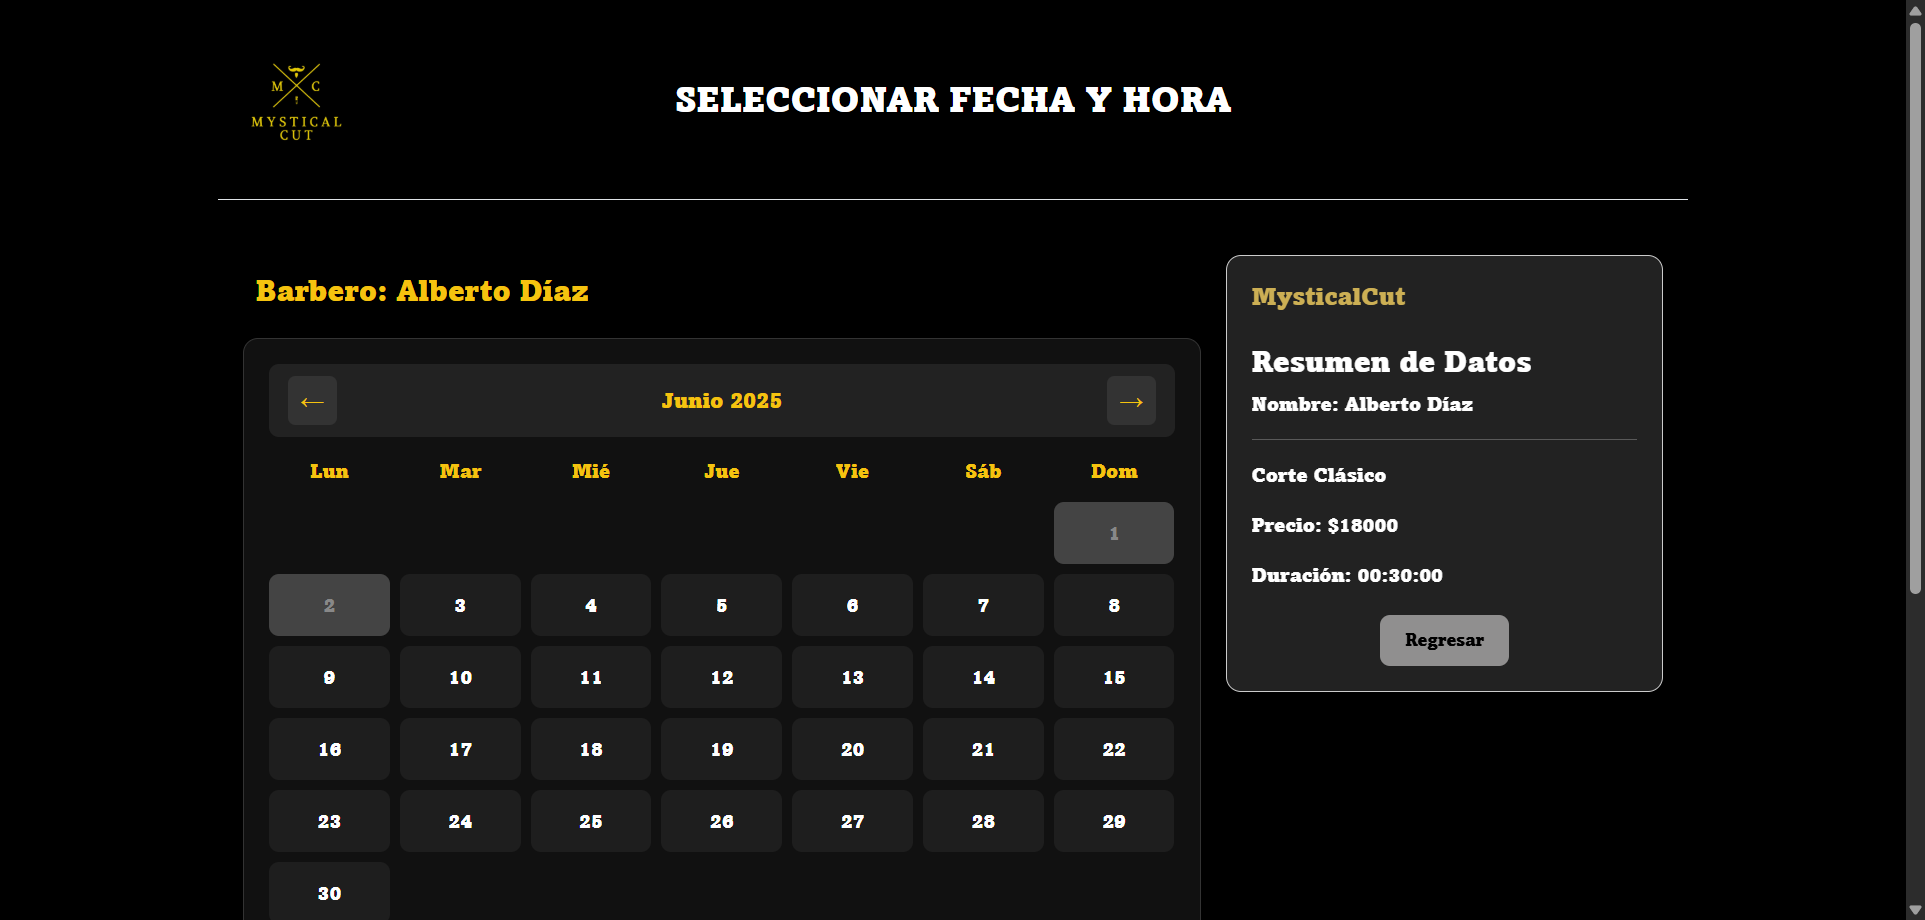 M C
MYSTICAL
CUT
SELECCIONAR FECHA Y HORA
Barbero: Alberto Díaz
← Junio 2025 →
Lun Mar Mié Jue Vie Sáb Dom
1
2 3 4 5 6 7 8
9 10 11 12 13 14 15
16 17 18 19 20 21 22
23 24 25 26 27 28 29
30
MysticalCut
Resumen de Datos
Nombre: Alberto Díaz
Corte Clásico
Precio: $18000
Duración: 00:30:00
Regresar